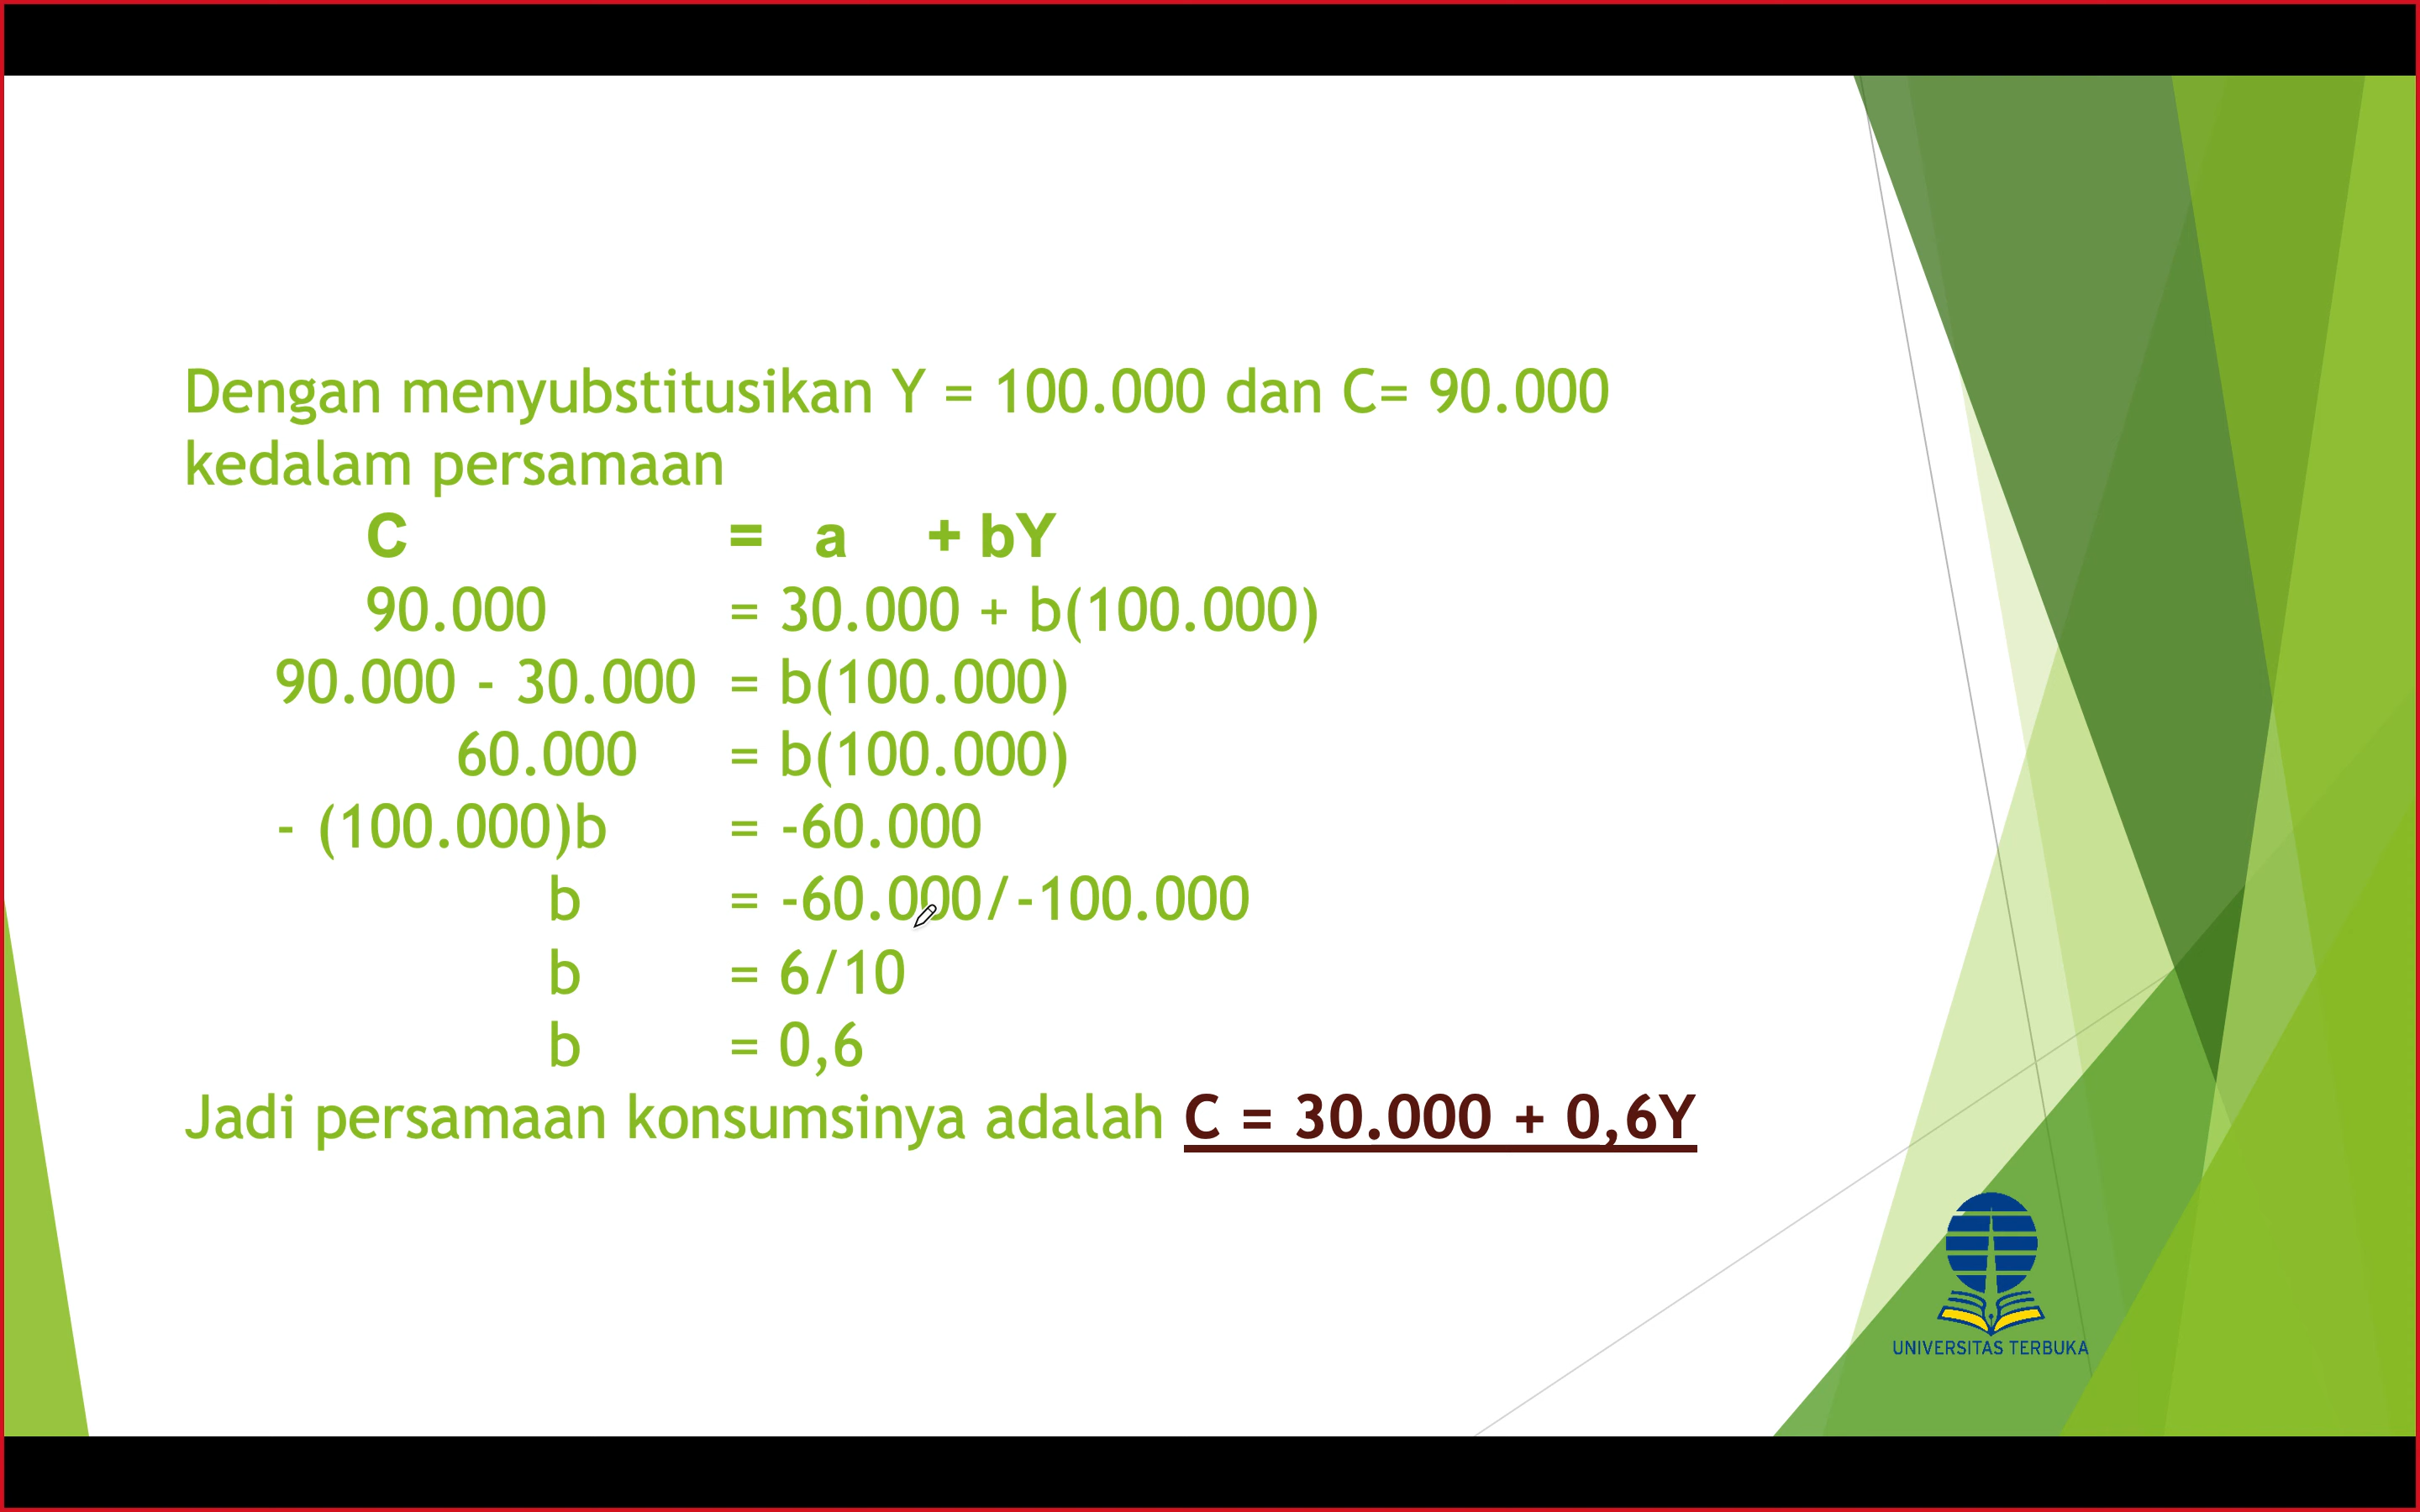 Dengan menyubstitusikan Y = 100.000 dan C= 90.000
kedalam persamaan
C = a + bY
90.000 = 30.000 + b(100.000)
90.000 - 30.000 = b(100.000)
60.000 = b(100.000)
- (100.000)b = -60.000
b = -60.000/-100.000
b = 6/10
b = 0,6
Jadi persamaan konsumsinya adalah C = 30.000 + 0,6Y
UNIVERSITAS TERBUKA